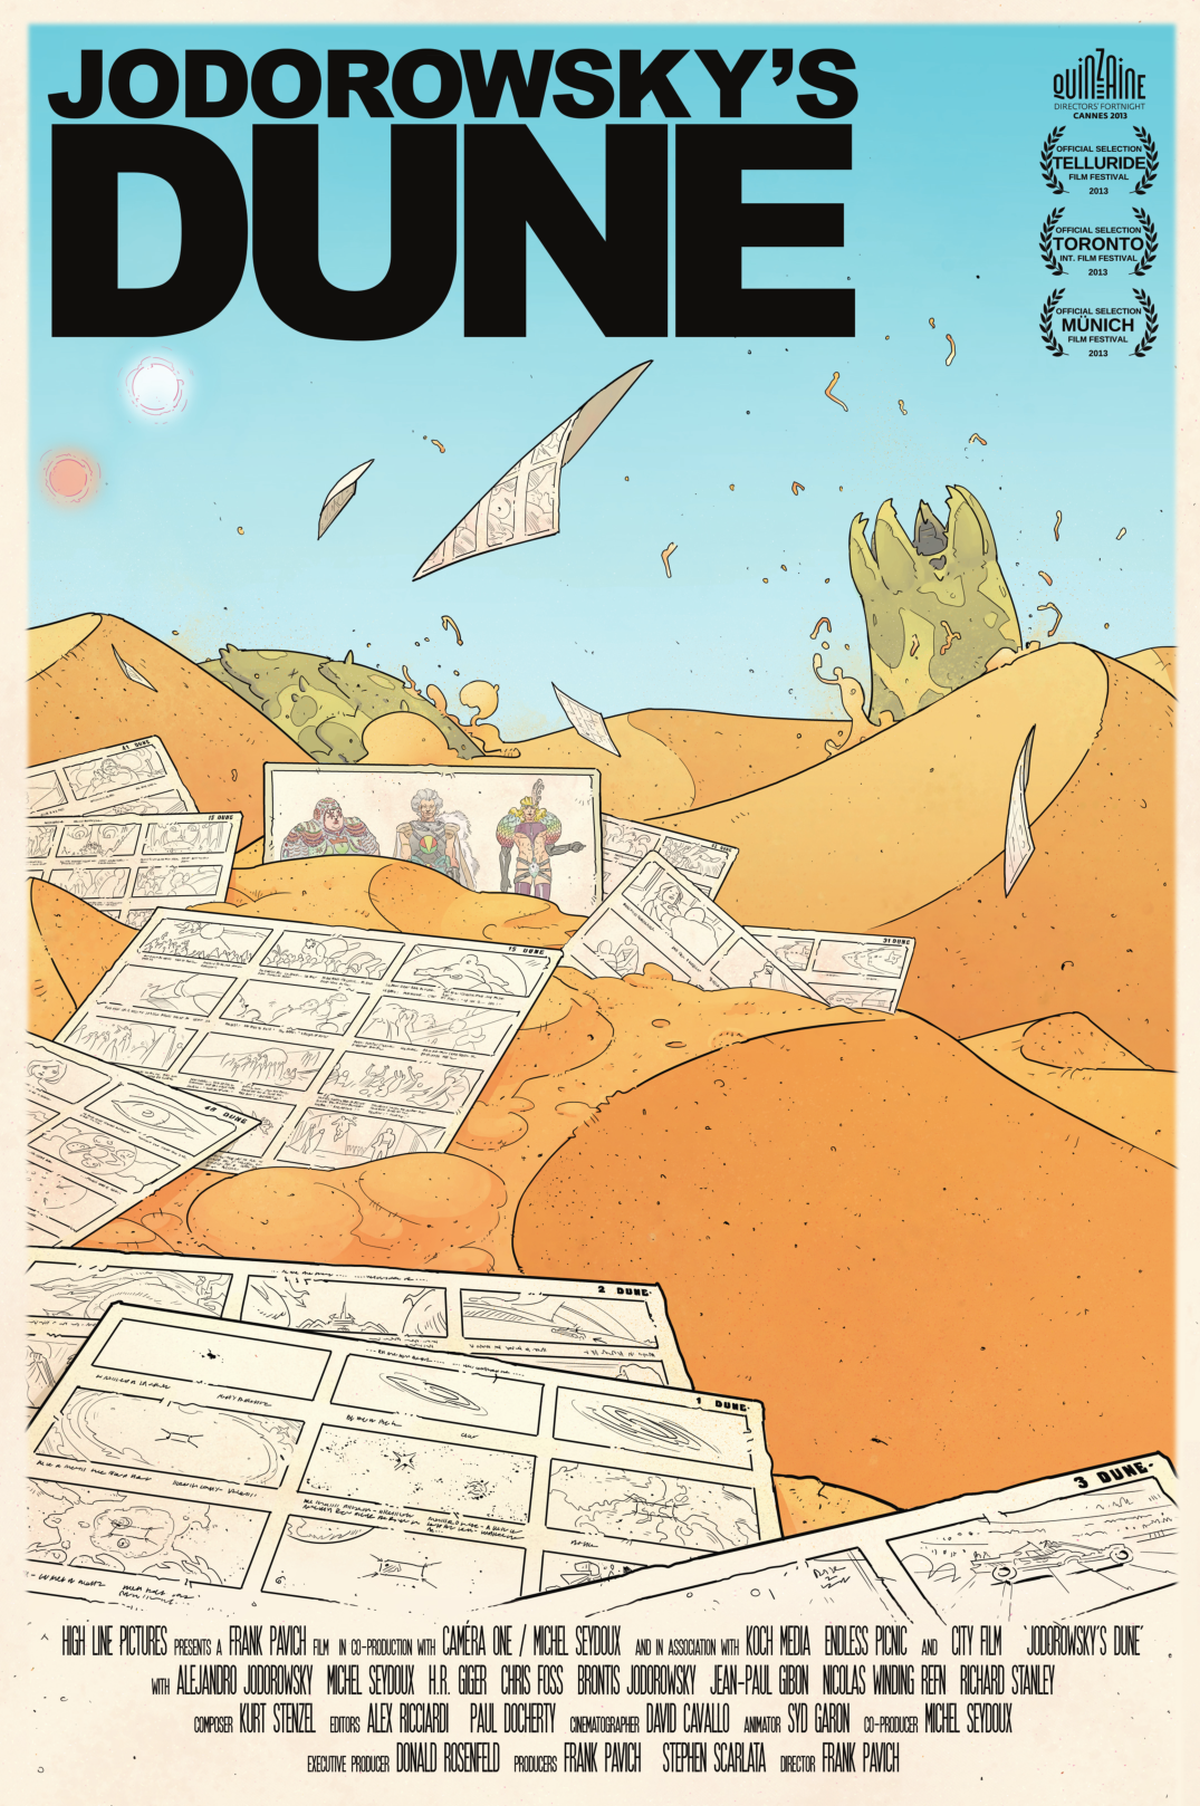 JODOROWSKY'S
DUNE
QUINZAINE
DIRECTORS' FORTNIGHT
CANNES 2013
OFFICIAL SELECTION
TELLURIDE
FILM FESTIVAL
2013
OFFICIAL SELECTION
TORONTO
INT. FILM FESTIVAL
2013
OFFICIAL SELECTION
MÜNICH
FILM FESTIVAL
2013
41 DUNE
13 DUNE
31 DUNE
15 DUNE
48 DUNE
2 DUNE
1 DUNE
3 DUNE
HIGH LINE PICTURES PRESENTS A FRANK PAVICH FILM IN CO-PRODUCTION WITH CAMÉRA ONE / MICHEL SEYDOUX AND IN ASSOCIATION WITH KOCH MEDIA ENDLESS PICNIC AND CITY FILM 'JODOROWSKY'S DUNE'
WITH ALEJANDRO JODOROWSKY MICHEL SEYDOUX H.R. GIGER CHRIS FOSS BRONTIS JODOROWSKY JEAN-PAUL GIBON NICOLAS WINDING REFN RICHARD STANLEY
COMPOSER KURT STENZEL EDITORS ALEX RICCIARDI PAUL DOCHERTY CINEMATOGRAPHER DAVID CAVALLO ANIMATOR SYD GARON CO-PRODUCER MICHEL SEYDOUX
EXECUTIVE PRODUCER DONALD ROSENFELD PRODUCERS FRANK PAVICH STEPHEN SCARLATA DIRECTOR FRANK PAVICH